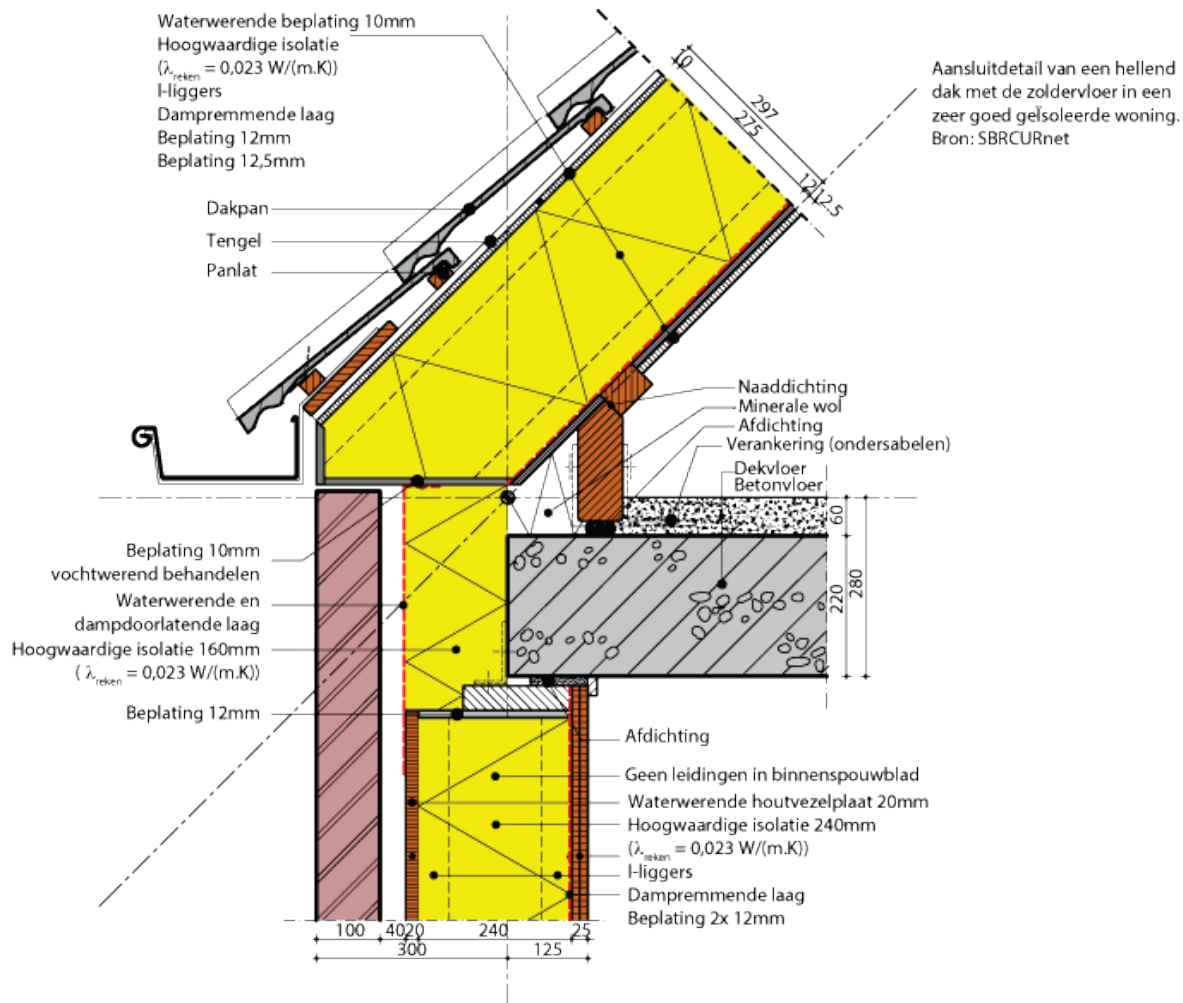 Waterwerende beplating 10mm
Hoogwaardige isolatie
(λreken = 0,023 W/(m.K))
I-liggers
Dampremmende laag
Beplating 12mm
Beplating 12,5mm
Dakpan
Tengel
Panlat
Aansluitdetail van een hellend
dak met de zoldervloer in een
zeer goed geÏsoleerde woning.
Bron: SBRCURnet
10
297
275
12
12.5
Naaddichting
Minerale wol
Afdichting
Verankering (ondersabelen)
Dekvloer
Betonvloer
60
220
280
Beplating 10mm
vochtwerend behandelen
Waterwerende en
dampdoorlatende laag
Hoogwaardige isolatie 160mm
( λreken = 0,023 W/(m.K))
Beplating 12mm
Afdichting
Geen leidingen in binnenspouwblad
Waterwerende houtvezelplaat 20mm
Hoogwaardige isolatie 240mm
(λreken = 0,023 W/(m.K))
I-liggers
Dampremmende laag
Beplating 2x 12mm
100 40 20 240 25
300 125